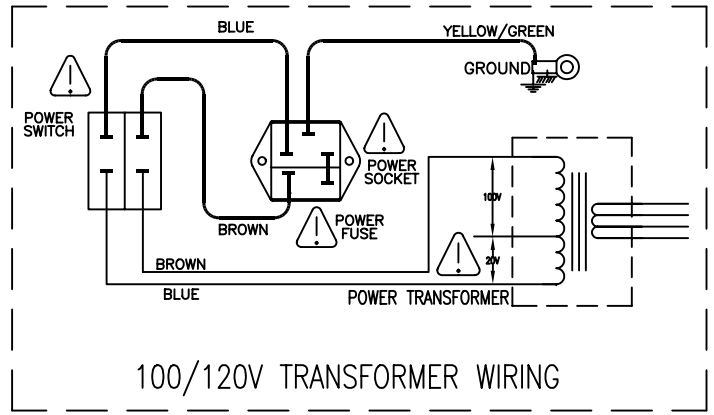 BLUE
YELLOW/GREEN
GROUND
POWER
SWITCH
POWER
SOCKET
100V
BROWN
POWER
FUSE
20V
BROWN
BLUE
POWER TRANSFORMER
100/120V TRANSFORMER WIRING